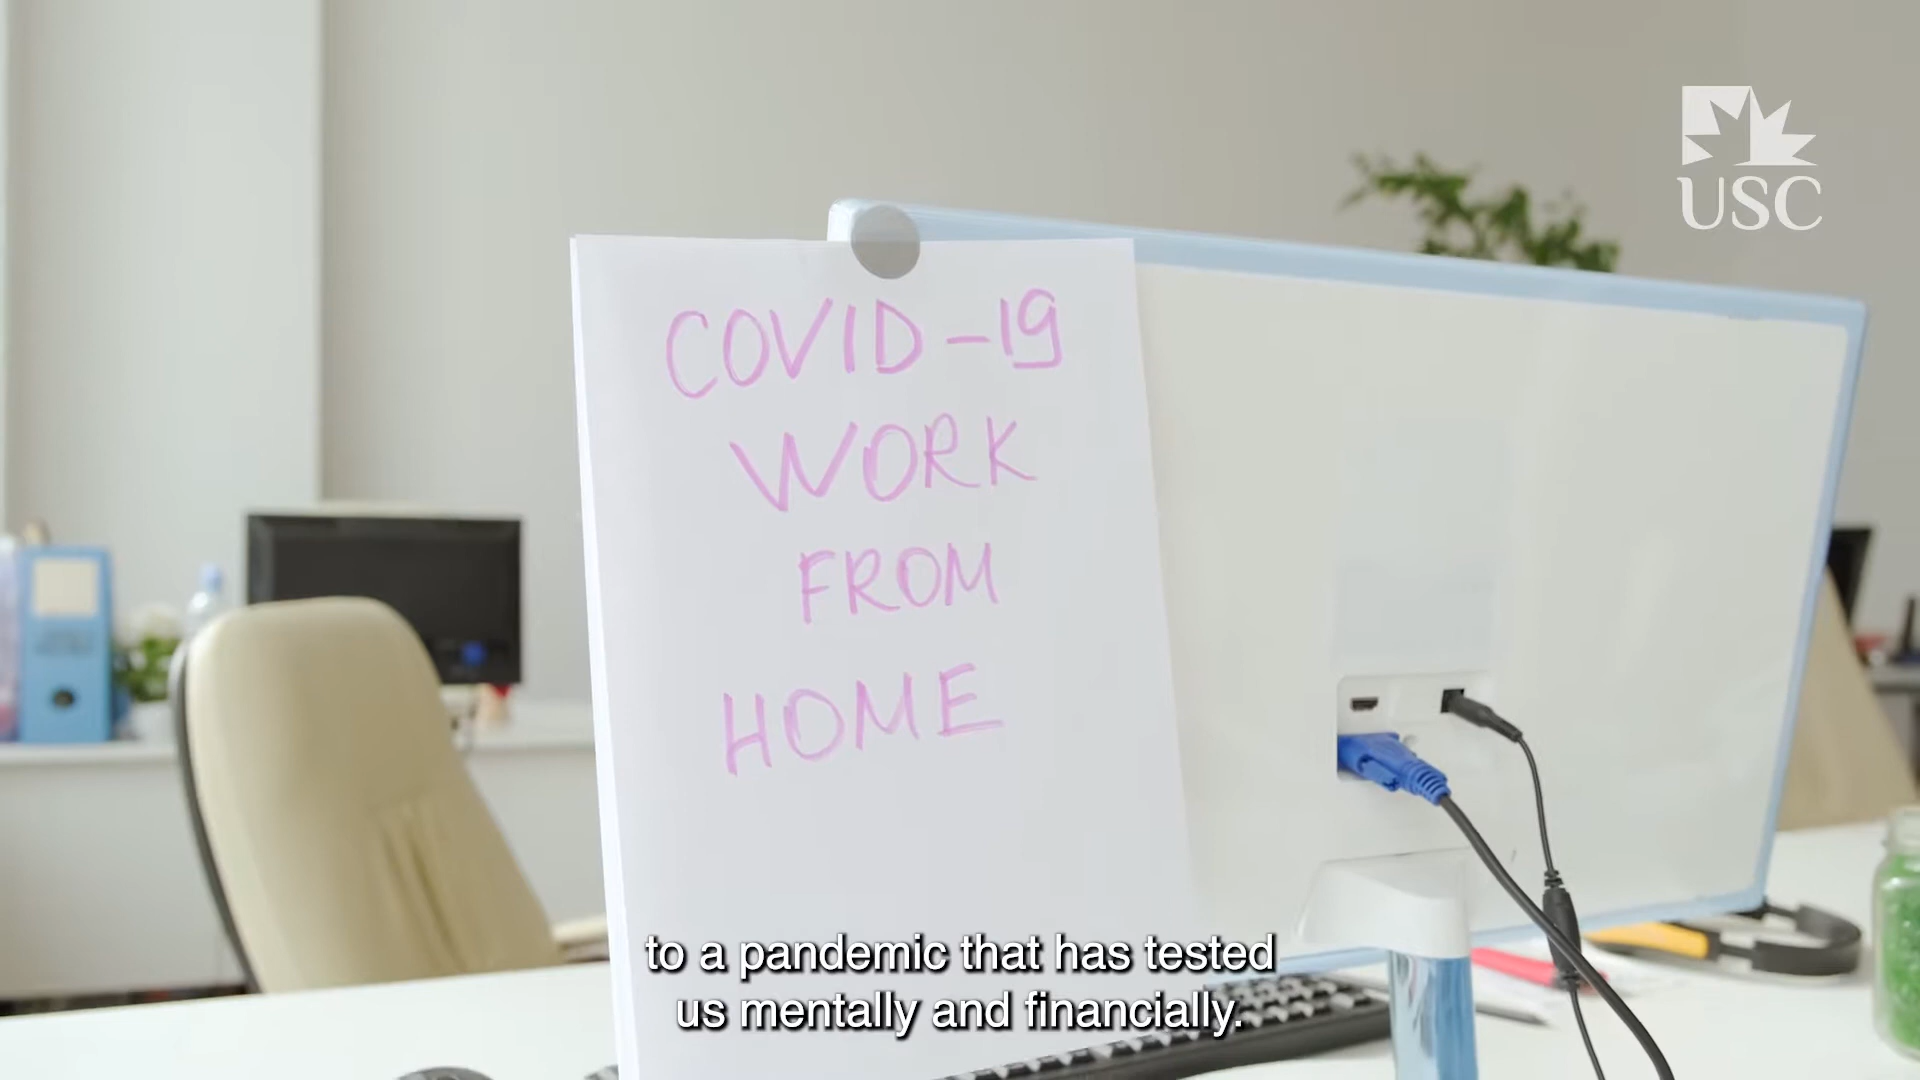 USC
COVID-19
WORK
FROM
HOME
to a pandemic that has tested
us mentally and financially.